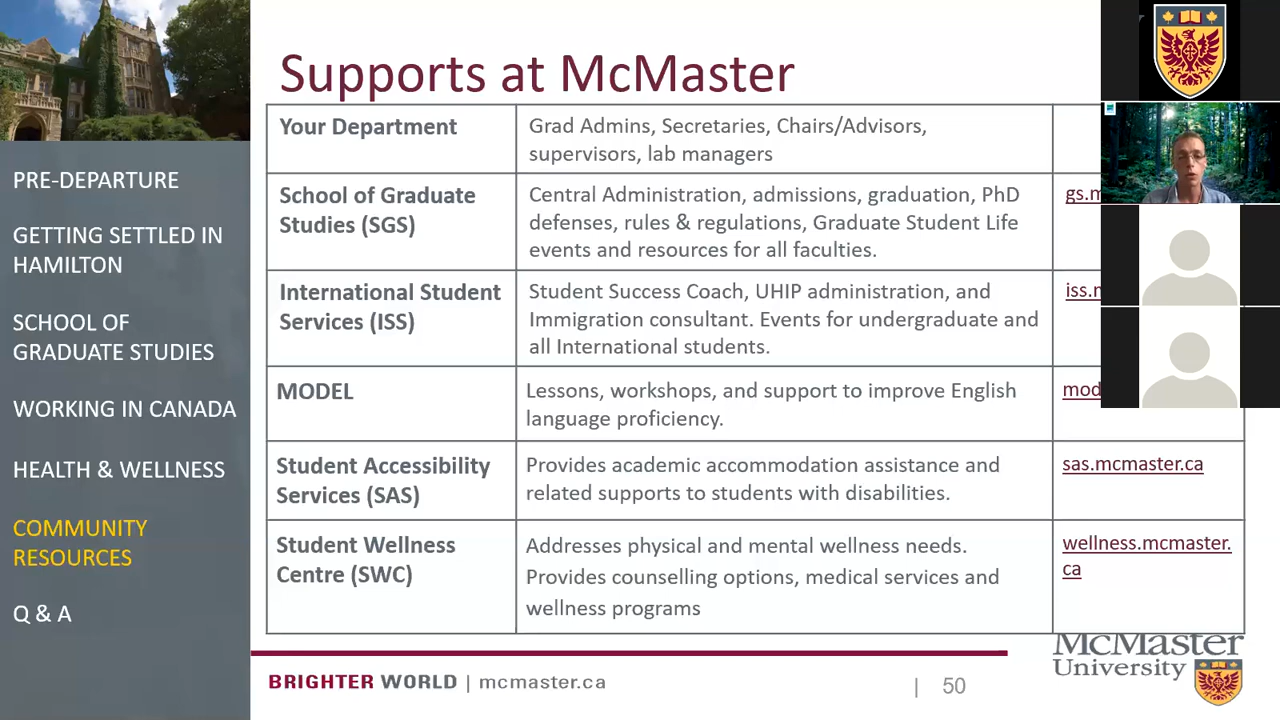 Supports at McMaster
PRE-DEPARTURE
GETTING SETTLED IN
HAMILTON
SCHOOL OF
GRADUATE STUDIES
WORKING IN CANADA
HEALTH & WELLNESS
COMMUNITY
RESOURCES
Q & A
Your Department
Grad Admins, Secretaries, Chairs/Advisors,
supervisors, lab managers
School of Graduate
Studies (SGS)
Central Administration, admissions, graduation, PhD
defenses, rules & regulations, Graduate Student Life
events and resources for all faculties.
International Student
Services (ISS)
Student Success Coach, UHIP administration, and
Immigration consultant. Events for undergraduate and
all International students.
MODEL
Lessons, workshops, and support to improve English
language proficiency.
Student Accessibility
Services (SAS)
Provides academic accommodation assistance and
related supports to students with disabilities.
sas.mcmaster.ca
Student Wellness
Centre (SWC)
Addresses physical and mental wellness needs.
Provides counselling options, medical services and
wellness programs
wellness.mcmaster.
ca
BRIGHTER WORLD | mcmaster.ca
| 50
McMaster
University